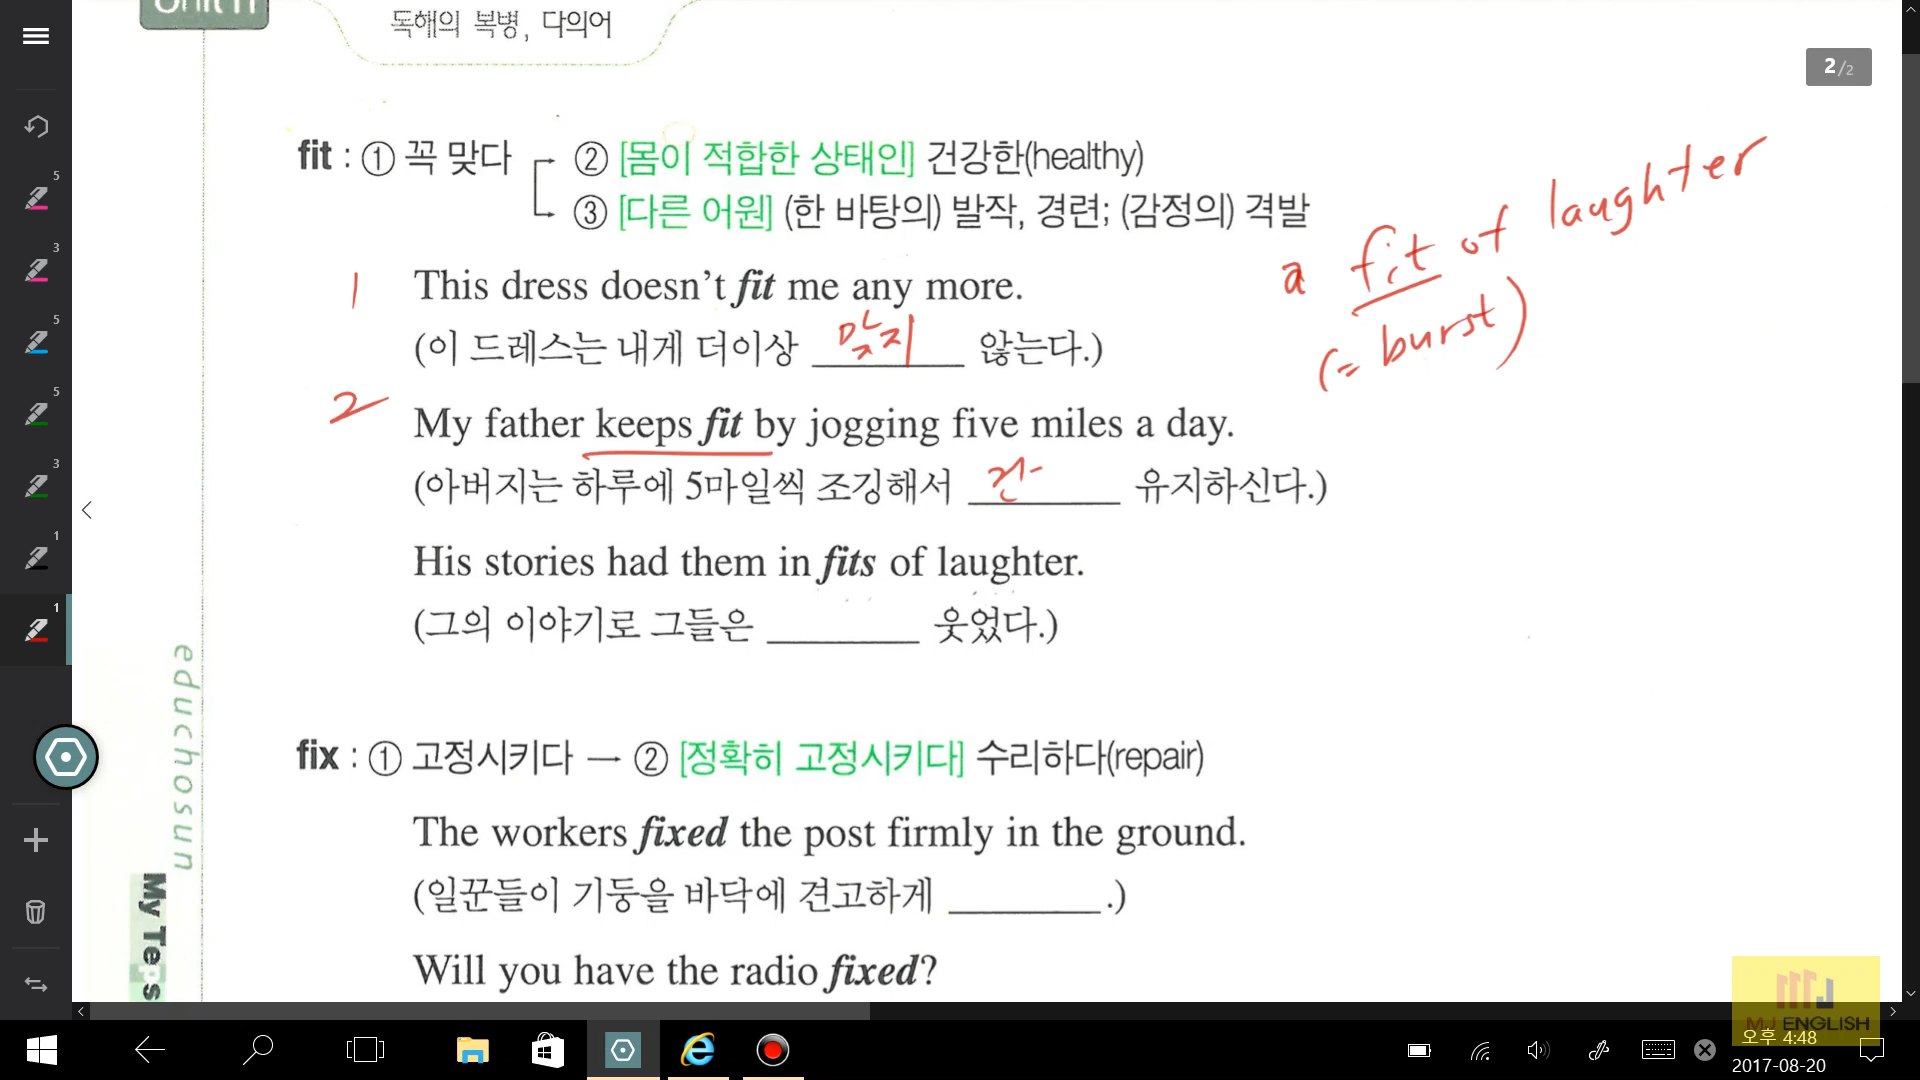 Unit 11
독해의 복병, 다의어
2/2
fit : ① 꼭 맞다 ② [몸이 적합한 상태인] 건강한(healthy)
③ [다른 어원] (한 바탕의) 발작, 경련; (감정의) 격발
a fit of laughter
(= burst)
1 This dress doesn't fit me any more.
(이 드레스는 내게 더이상 맞지 않는다.)
2 My father keeps fit by jogging five miles a day.
(아버지는 하루에 5마일씩 조깅해서 건 유지하신다.)
His stories had them in fits of laughter.
(그의 이야기로 그들은 ________ 웃었다.)
fix : ① 고정시키다 — ② [정확히 고정시키다] 수리하다(repair)
The workers fixed the post firmly in the ground.
(일꾼들이 기둥을 바닥에 견고하게 ________.)
Will you have the radio fixed?
educhosun
My Teps
5
3
5
5
3
1
1
MJ ENGLISH
오후 4:48
2017-08-20